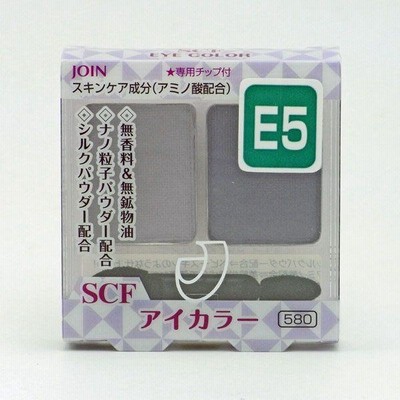 SCF
EYE COLOR
JOIN
★専用チップ付
スキンケア成分(アミノ酸配合)
E5
◈無香料&無鉱物油
◈ナノ粒子パウダー配合
◈シルクパウダー配合
SCF
アイカラー
580